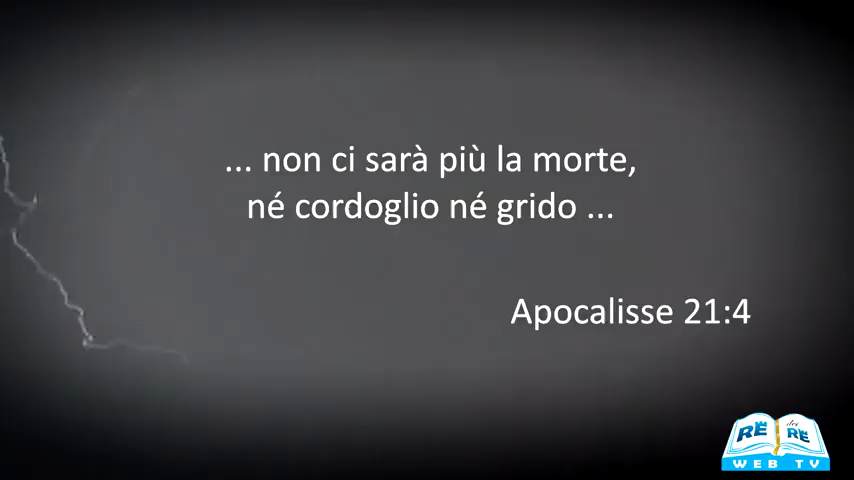 ... non ci sarà più la morte,
né cordoglio né grido ...
Apocalisse 21:4
RE dei RE
WEB TV